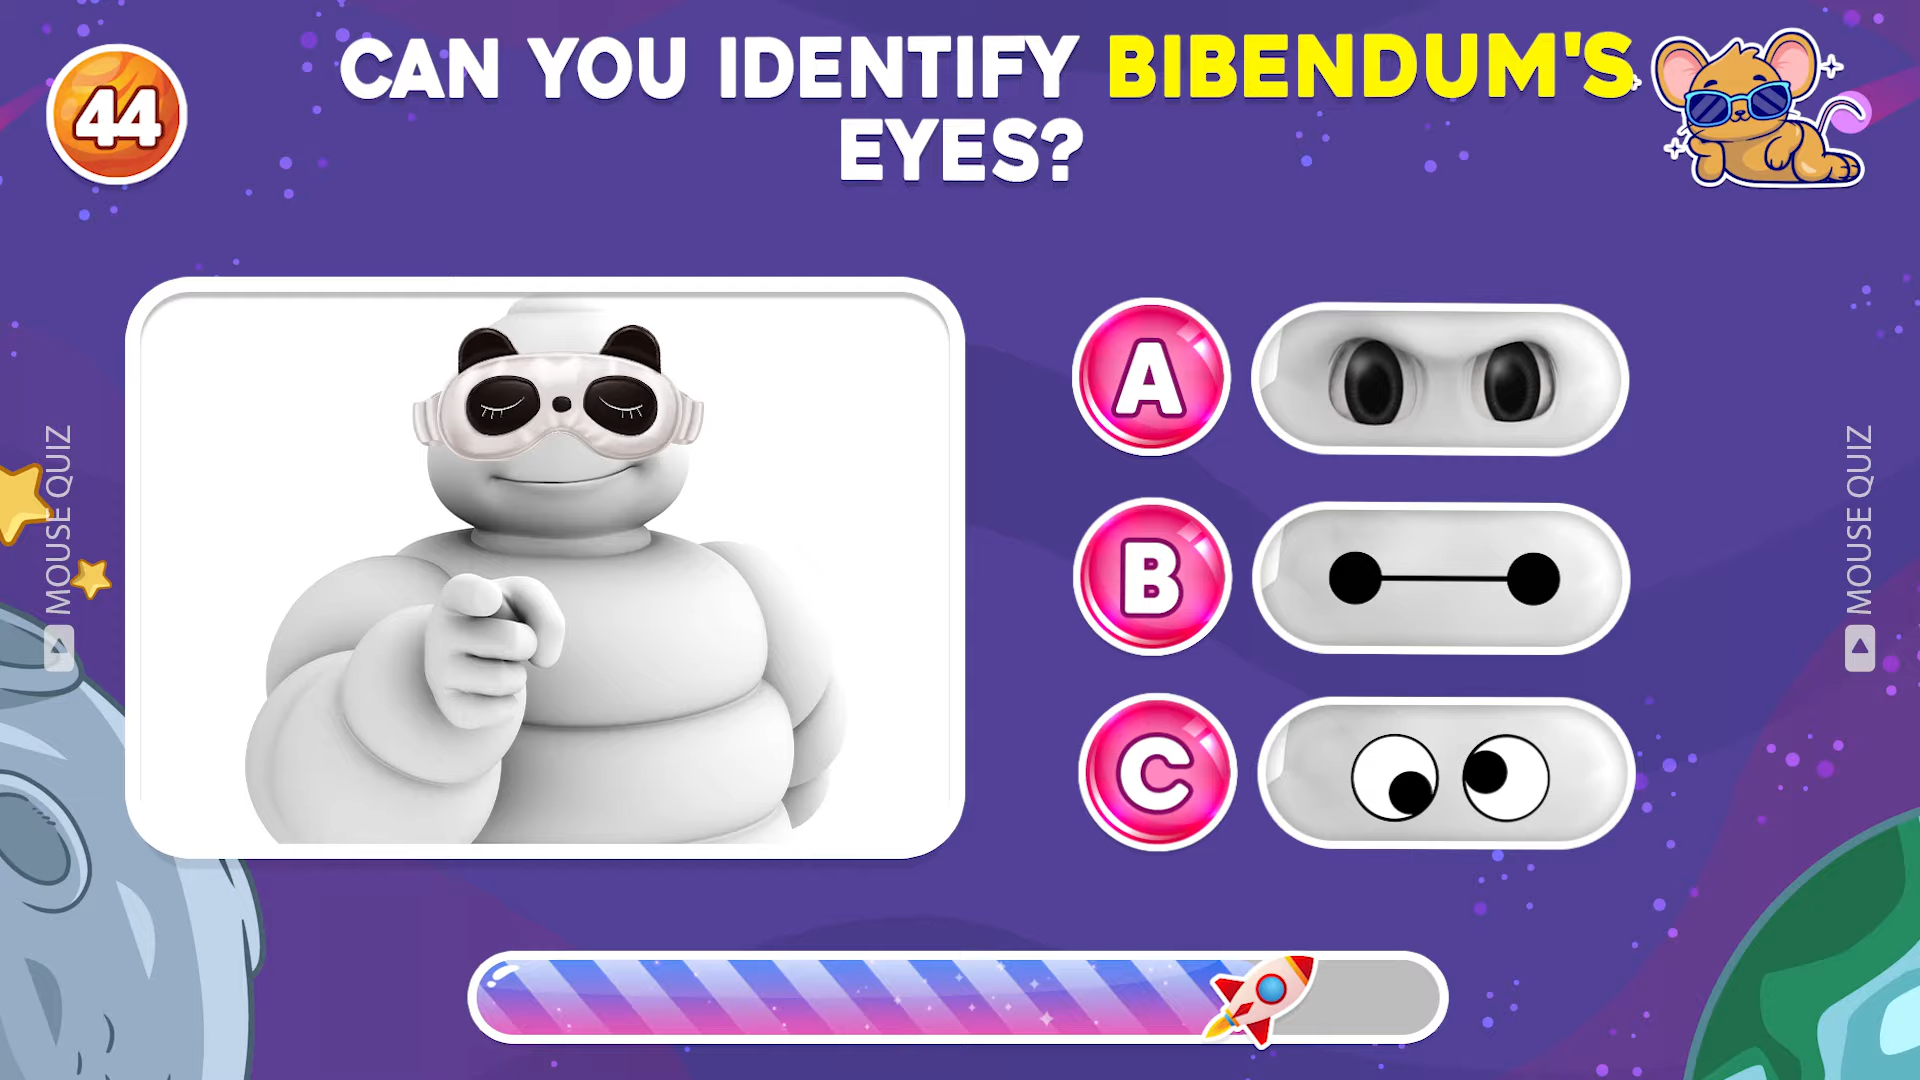 44
CAN YOU IDENTIFY BIBENDUM'S
EYES?
A
B
C
MOUSE QUIZ
MOUSE QUIZ